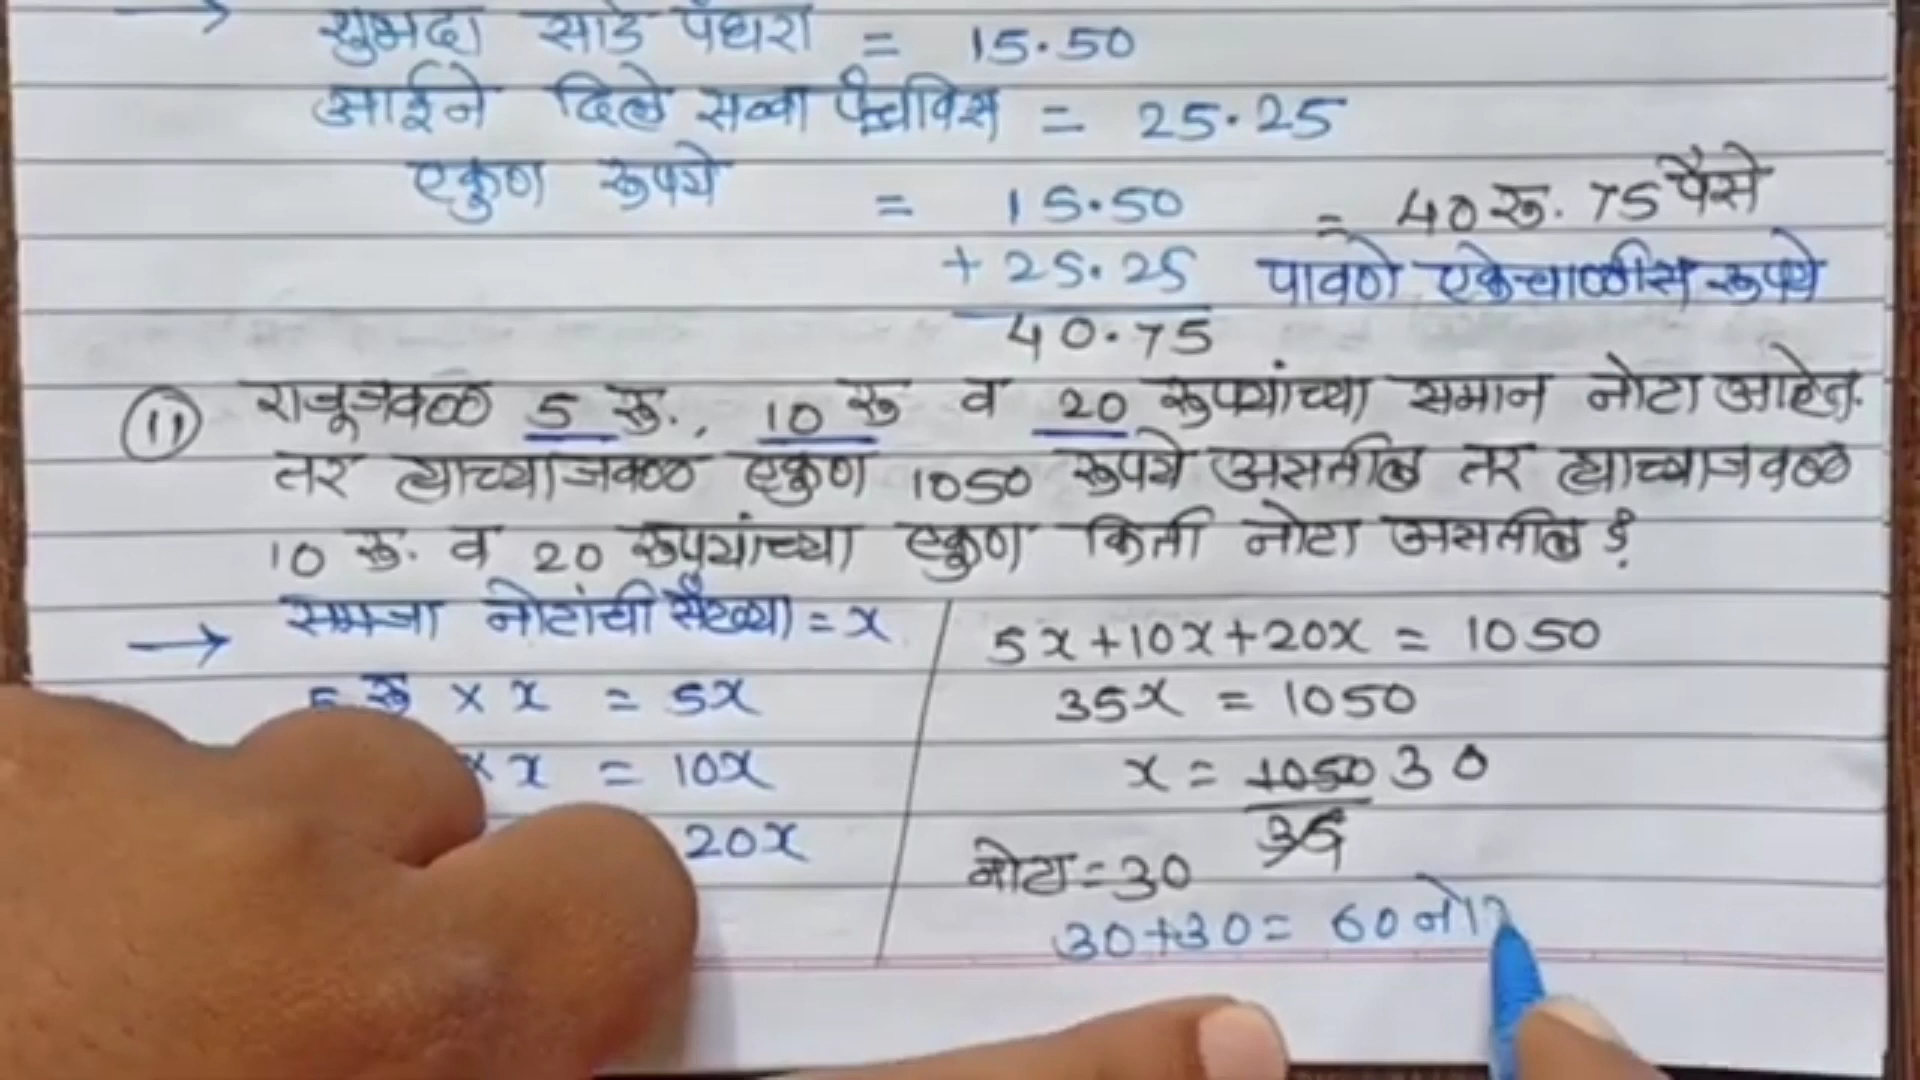 शुभदा साडे पंधरा = 15.50
आईने दिले सव्वा पंचविस = 25.25
एकुण रुपये = 15.50 = 40 रु. 75 पैसे
+ 25.25 पावणे एकेचाळीस रुपये
40.75
11 राजूजवळ 5 रु., 10 रु व 20 रुपयांच्या समान नोटा आहेत.
तर त्याच्याजवळ एकुण 1050 रुपये असतील तर त्याच्याजवळ
10 रु. व 20 रुपयांच्या एकुण किती नोटा असतील ?
→ समजा नोटांची संख्या = x
5 रु × x = 5x
× x = 10x
20x
5x+10x+20x = 1050
35x = 1050
x = 1050 30
35
नोटा = 30
30+30 = 60